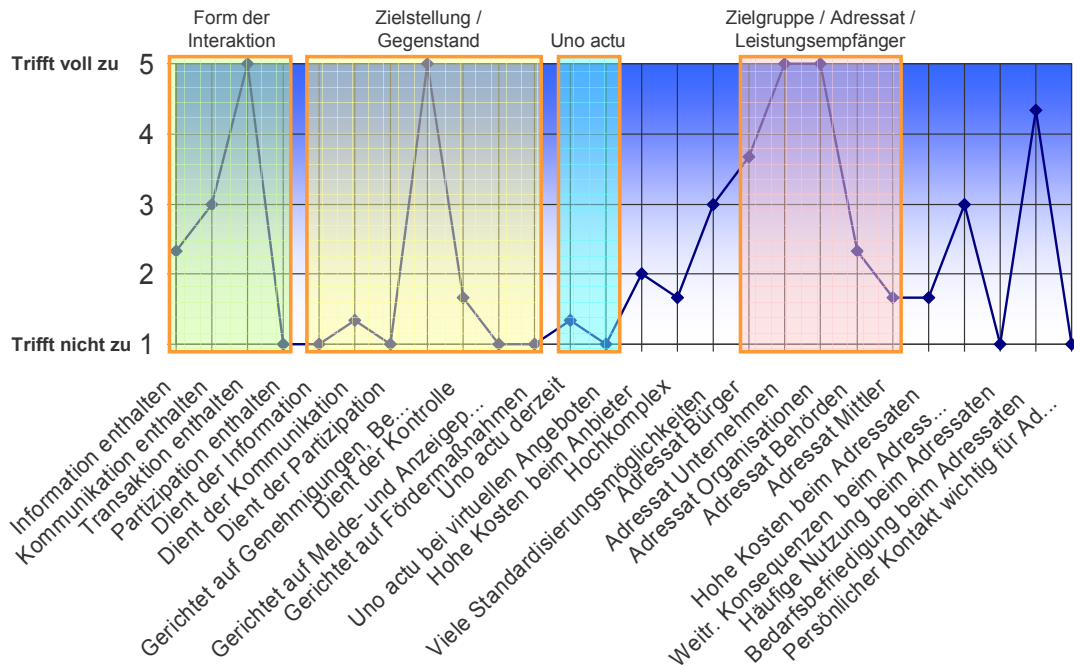 Form der
Interaktion
Zielstellung /
Gegenstand
Uno actu
Zielgruppe / Adressat /
Leistungsempfänger
Trifft voll zu
5
4
3
2
Trifft nicht zu
1
Information enthalten
Kommunikation enthalten
Transaktion enthalten
Partizipation enthalten
Dient der Information
Dient der Kommunikation
Dient der Partizipation
Gerichtet auf Genehmigungen, Be...
Dient der Kontrolle
Gerichtet auf Melde- und Anzeigep...
Gerichtet auf Fördermaßnahmen
Uno actu derzeit
Uno actu bei virtuellen Angeboten
Hohe Kosten beim Anbieter
Hochkomplex
Viele Standardisierungsmöglichkeiten
Adressat Bürger
Adressat Unternehmen
Adressat Organisationen
Adressat Behörden
Adressat Mittler
Hohe Kosten beim Adressaten
Weitr. Konsequenzen beim Adress...
Häufige Nutzung beim Adressaten
Bedarfsbefriedigung beim Adressaten
Persönlicher Kontakt wichtig für Ad...